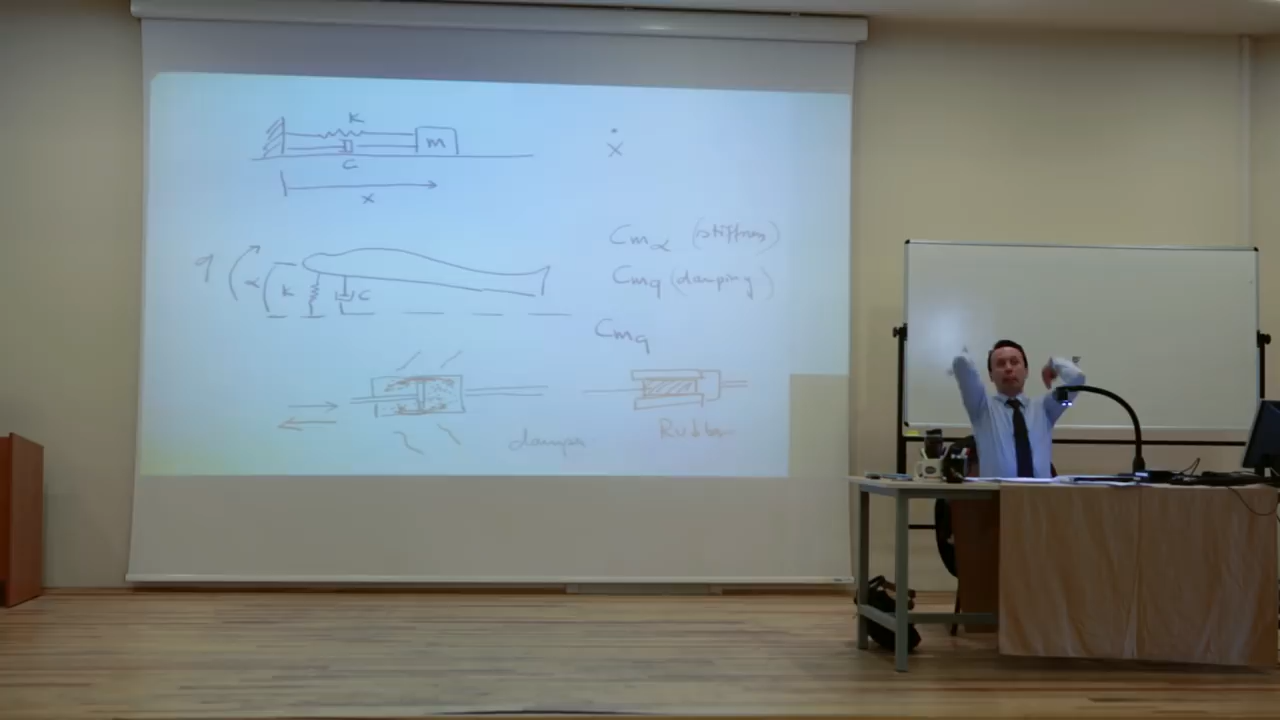 K
m
C
x
ẋ
q
α
K
C
Cmα (stiffness)
Cmq (damping)
Cmq
damper
Rubber